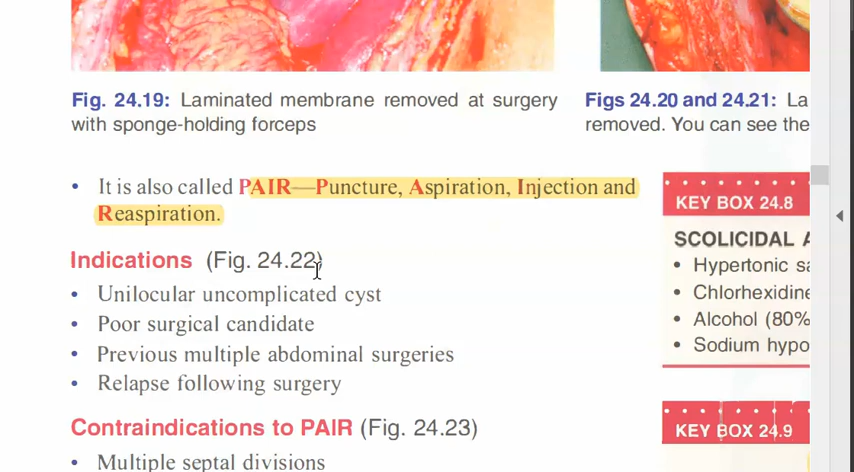 Fig. 24.19: Laminated membrane removed at surgery
with sponge-holding forceps
Figs 24.20 and 24.21: La
removed. You can see the
• It is also called PAIR—Puncture, Aspiration, Injection and
Reaspiration.
Indications (Fig. 24.22)
• Unilocular uncomplicated cyst
• Poor surgical candidate
• Previous multiple abdominal surgeries
• Relapse following surgery
Contraindications to PAIR (Fig. 24.23)
• Multiple septal divisions
KEY BOX 24.8
SCOLICIDAL A
• Hypertonic sa
• Chlorhexidine
• Alcohol (80%
• Sodium hypo
KEY BOX 24.9